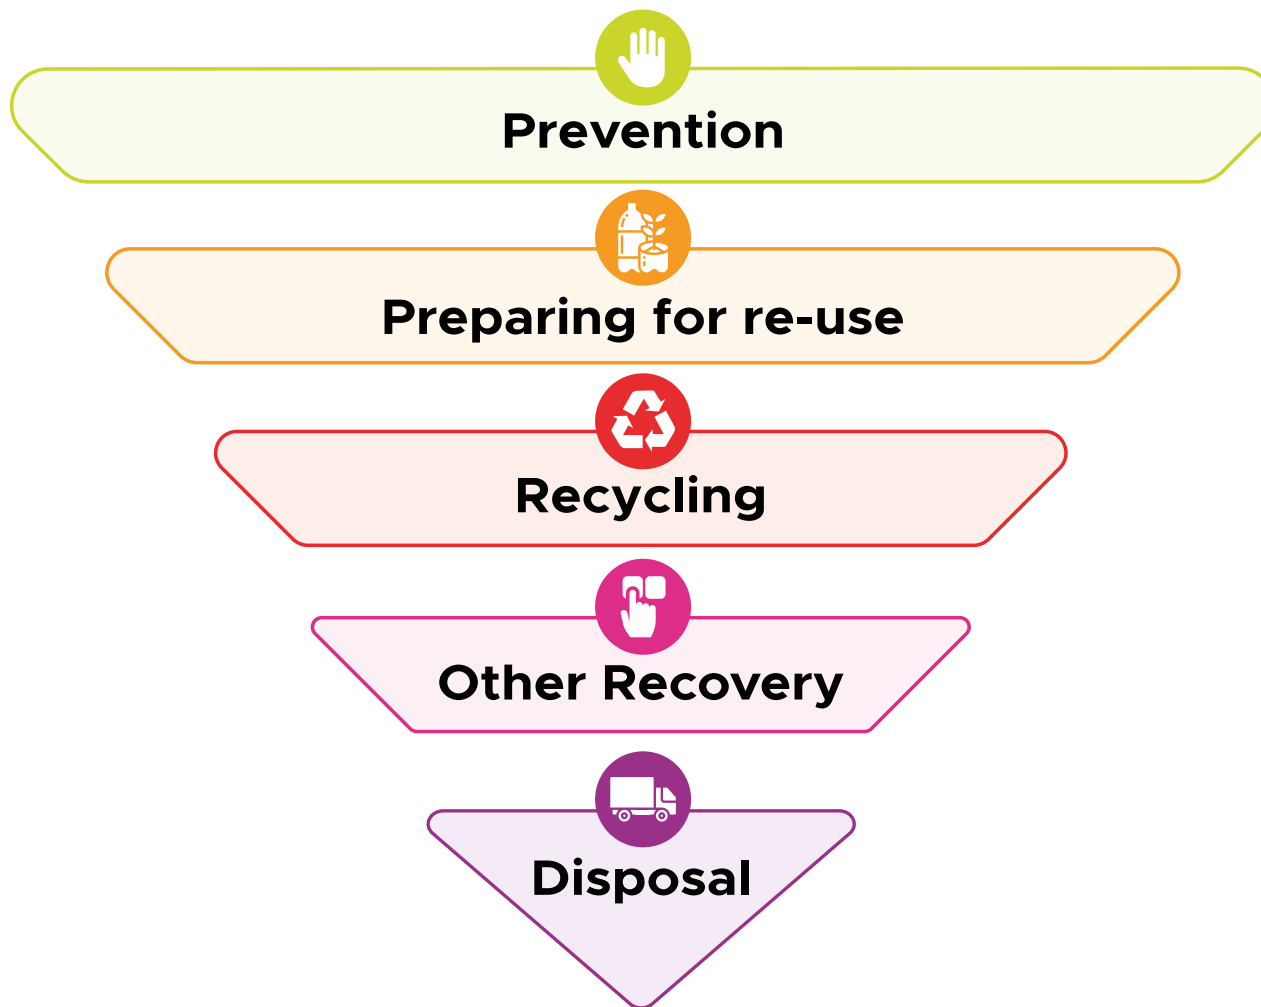 Prevention
Preparing for re-use
Recycling
Other Recovery
Disposal